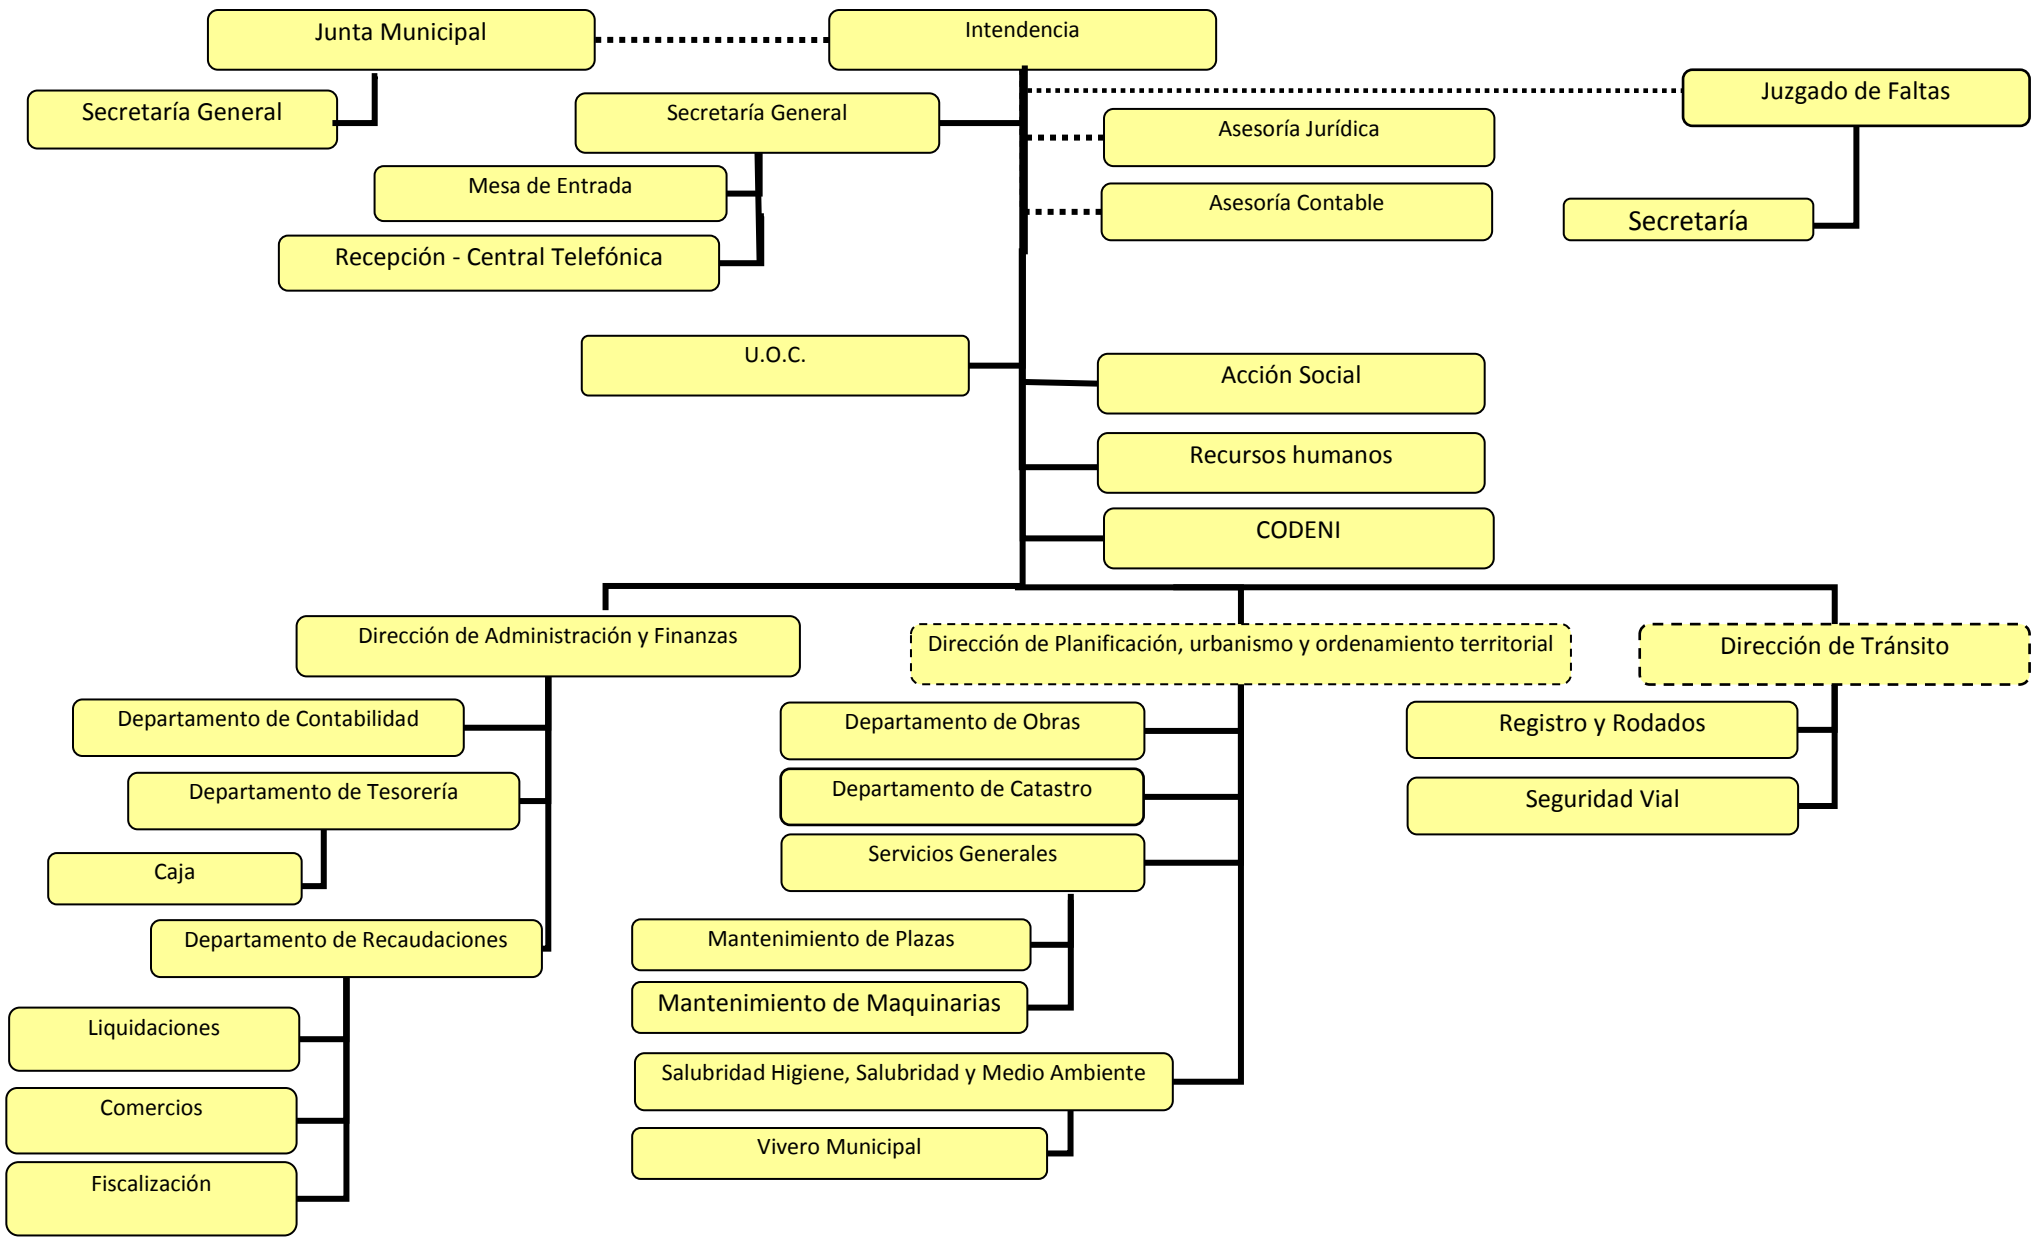 Junta Municipal
Intendencia
Juzgado de Faltas
Secretaría General
Secretaría General
Asesoría Jurídica
Mesa de Entrada
Asesoría Contable
Secretaría
Recepción - Central Telefónica
U.O.C.
Acción Social
Recursos humanos
CODENI
Dirección de Administración y Finanzas
Dirección de Planificación, urbanismo y ordenamiento territorial
Dirección de Tránsito
Departamento de Contabilidad
Departamento de Tesorería
Caja
Departamento de Recaudaciones
Liquidaciones
Comercios
Fiscalización
Departamento de Obras
Departamento de Catastro
Servicios Generales
Mantenimiento de Plazas
Mantenimiento de Maquinarias
Salubridad Higiene, Salubridad y Medio Ambiente
Vivero Municipal
Registro y Rodados
Seguridad Vial